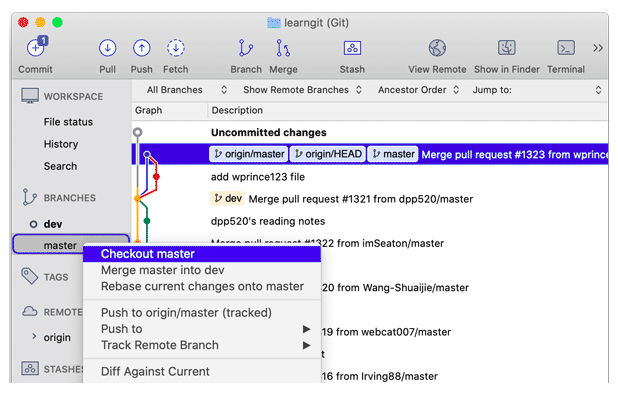 learngit (Git)
1
Commit Pull Push Fetch Branch Merge Stash View Remote Show in Finder Terminal
All Branches Show Remote Branches Ancestor Order Jump to:
Graph Description
WORKSPACE
File status
History
Search
BRANCHES
dev
master
TAGS
REMOTE
origin
STASHES
Uncommitted changes
origin/master origin/HEAD master Merge pull request #1323 from wprince
add wprince123 file
dev Merge pull request #1321 from dpp520/master
dpp520's reading notes
Merge pull request #1322 from imSeaton/master
20 from Wang-Shuaijie/master
19 from webcat007/master
t
16 from Irving88/master
Checkout master
Merge master into dev
Rebase current changes onto master
Push to origin/master (tracked)
Push to
Track Remote Branch
Diff Against Current